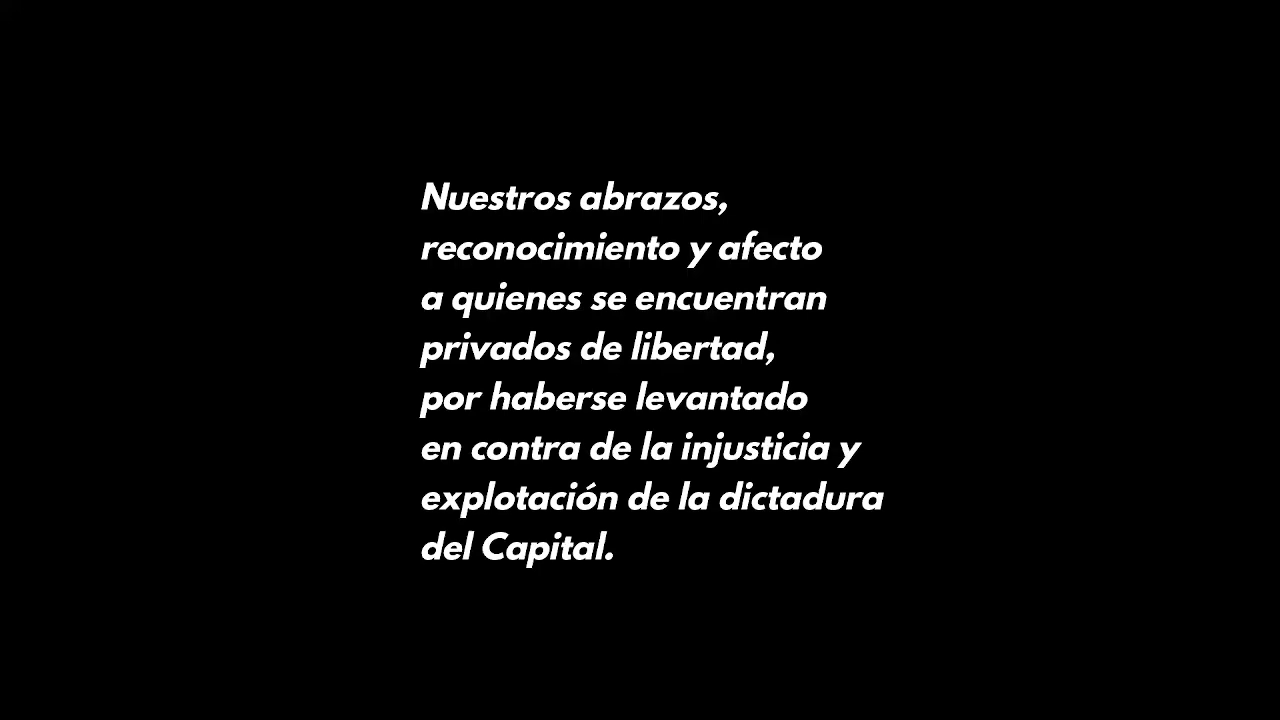 Nuestros abrazos,
reconocimiento y afecto
a quienes se encuentran
privados de libertad,
por haberse levantado
en contra de la injusticia y
explotación de la dictadura
del Capital.